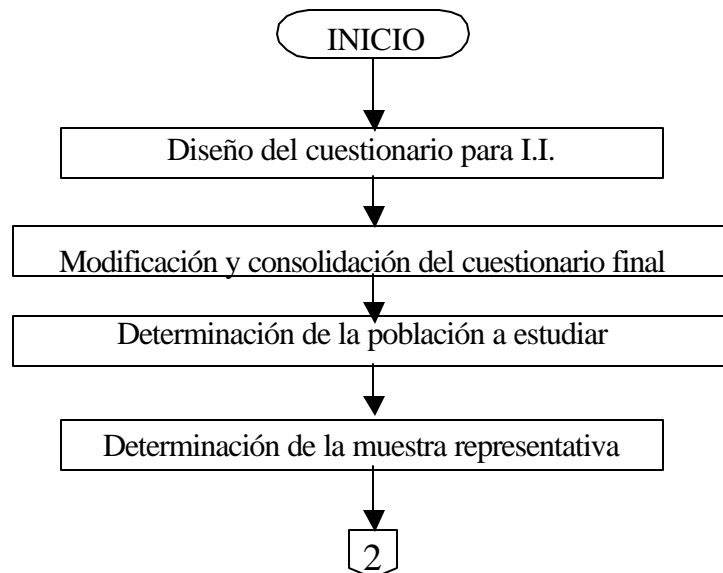 INICIO
Diseño del cuestionario para I.I.
Modificación y consolidación del cuestionario final
Determinación de la población a estudiar
Determinación de la muestra representativa
2